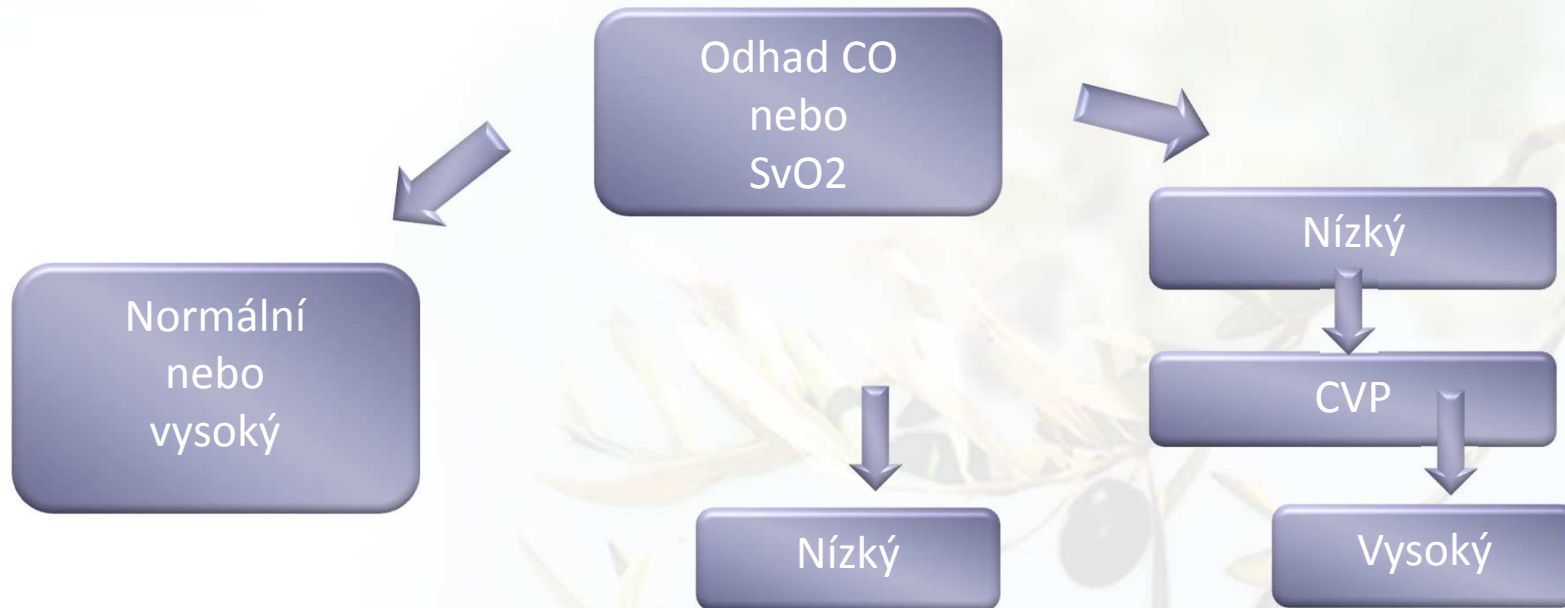 Odhad CO
nebo
SvO2
Nízký
Normální
nebo
vysoký
CVP
Nízký
Vysoký